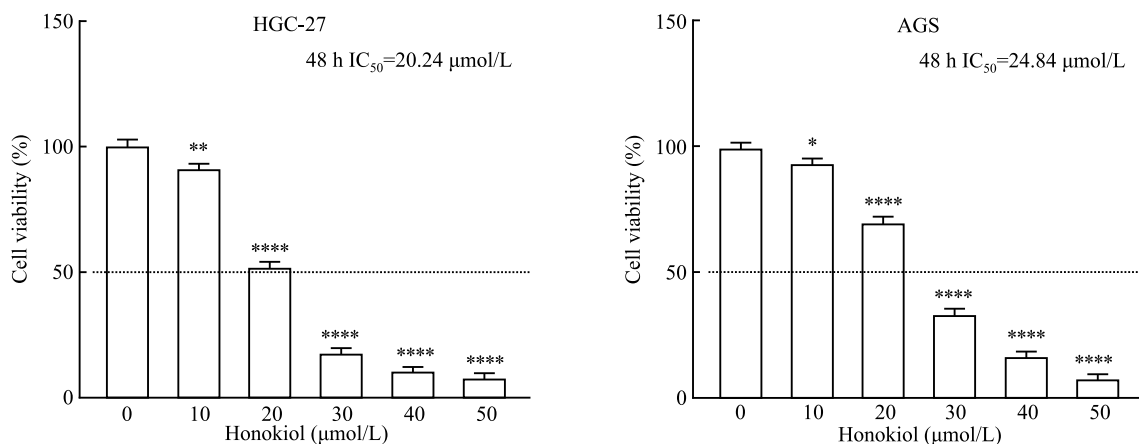 HGC-27
48 h IC50=20.24 μmol/L
Cell viability (%)
150
100
50
0
**
****
****
****
****
0 10 20 30 40 50
Honokiol (μmol/L)
AGS
48 h IC50=24.84 μmol/L
Cell viability (%)
150
100
50
0
*
****
****
****
****
0 10 20 30 40 50
Honokiol (μmol/L)